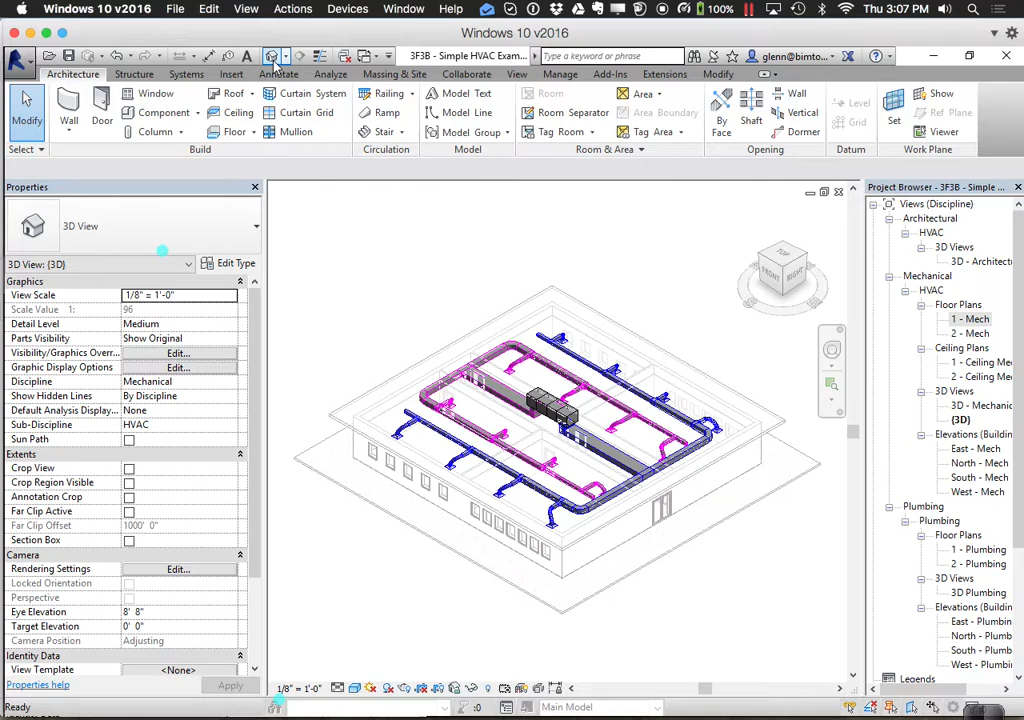 Windows 10 v2016 File Edit View Actions Devices Window Help 100% Thu 3:07 PM
Windows 10 v2016
3F3B - Simple HVAC Exam... Type a keyword or phrase glenn@bimto...
Architecture Structure Systems Insert Annotate Analyze Massing & Site Collaborate View Manage Add-Ins Extensions Modify
Modify Wall Door Window Component Column Roof Ceiling Floor Curtain System Curtain Grid Mullion
Railing Ramp Stair Model Text Model Line Model Group
Room Room Separator Tag Room Area Area Boundary Tag Area
By Face Shaft Wall Vertical Dormer Level Grid Set Show Ref Plane Viewer
Select Build Circulation Model Room & Area Opening Datum Work Plane
Properties
3D View
3D View: {3D} Edit Type
Graphics
View Scale 1/8" = 1'-0"
Scale Value 1: 96
Detail Level Medium
Parts Visibility Show Original
Visibility/Graphics Overr... Edit...
Graphic Display Options Edit...
Discipline Mechanical
Show Hidden Lines By Discipline
Default Analysis Display... None
Sub-Discipline HVAC
Sun Path
Extents
Crop View
Crop Region Visible
Annotation Crop
Far Clip Active
Far Clip Offset 1000' 0"
Section Box
Camera
Rendering Settings Edit...
Locked Orientation
Perspective
Eye Elevation 8' 8"
Target Elevation 0' 0"
Camera Position Adjusting
Identity Data
View Template <None>
Properties help Apply
TOP
FRONT RIGHT
1/8" = 1'-0"
:0 Main Model
Project Browser - 3F3B - Simple ...
Views (Discipline)
Architectural
HVAC
3D Views
3D - Architectu
Mechanical
HVAC
Floor Plans
1 - Mech
2 - Mech
Ceiling Plans
1 - Ceiling Me
2 - Ceiling Me
3D Views
3D - Mechanic
{3D}
Elevations (Buildin
East - Mech
North - Mech
South - Mech
West - Mech
Plumbing
Plumbing
Floor Plans
1 - Plumbing
2 - Plumbing
3D Views
3D Plumbing
Elevations (Buildin
East - Plumbin
North - Plumb
South - Plumb
West - Plumbi
Legends